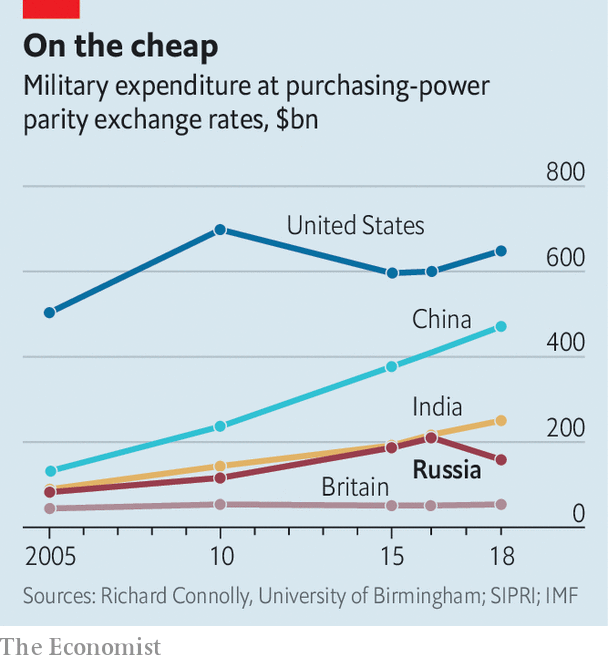 On the cheap
Military expenditure at purchasing-power
parity exchange rates, $bn
800
United States
600
China
400
India
200
Russia
Britain
0
2005 10 15 18
Sources: Richard Connolly, University of Birmingham; SIPRI; IMF
The Economist